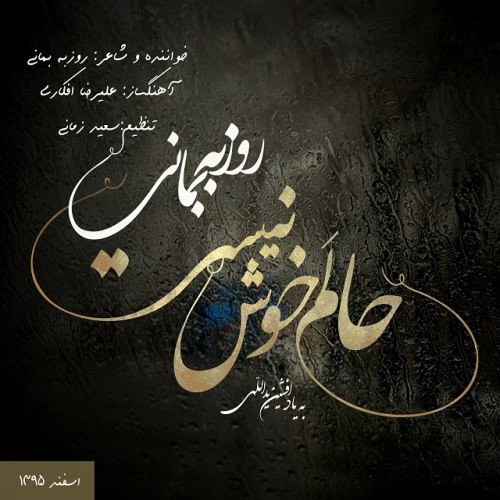 خواننده و شاعر: روزبه بمانی
آهنگساز: علیرضا افکاری
تنظیم: سعید زمانی
روزبه بمانی
حالم خوش نیست
به یاد افشین یداللهی
اسفند ۱۳۹۵